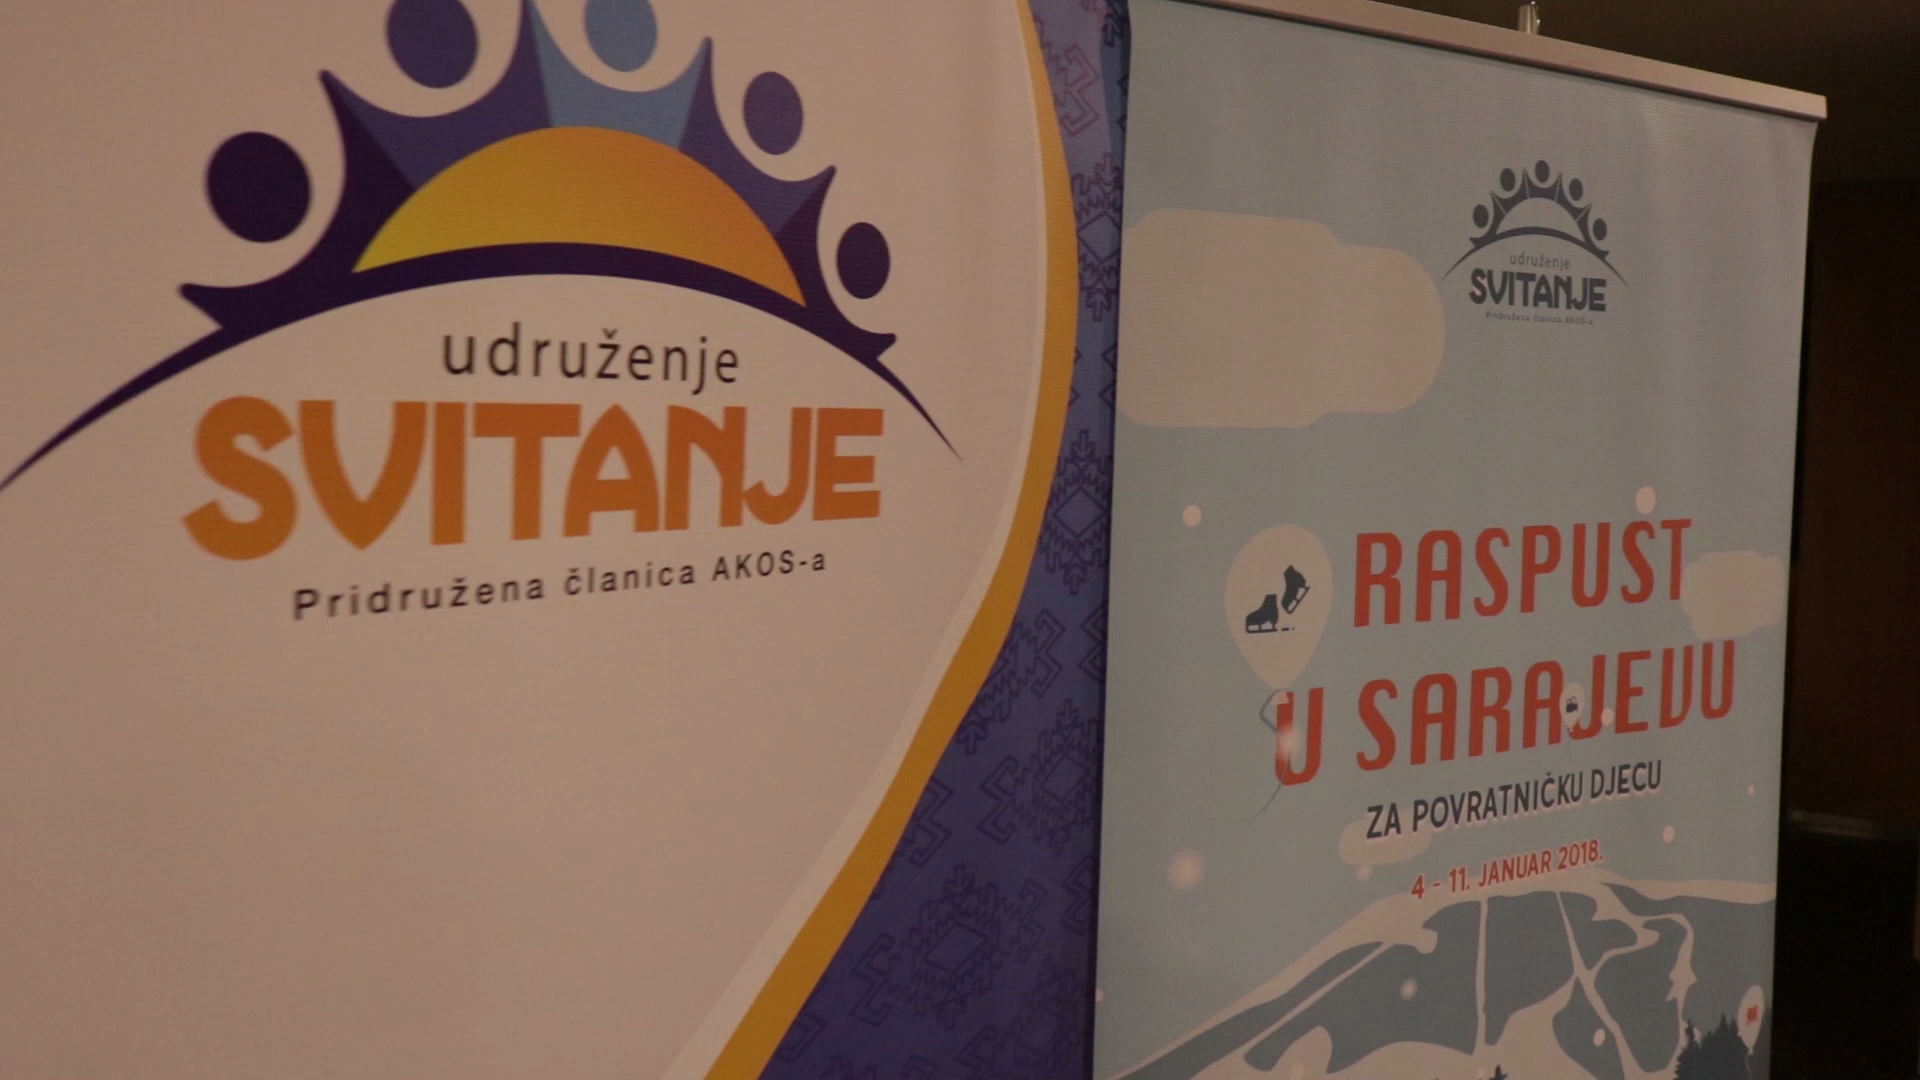 udruženje
SVITANJE
Pridružena članica AKOS-a
udruženje
SVITANJE
Pridružena članica AKOS-a
RASPUST
U SARAJEVU
ZA POVRATNIČKU DJECU
4 - 11. JANUAR 2018.